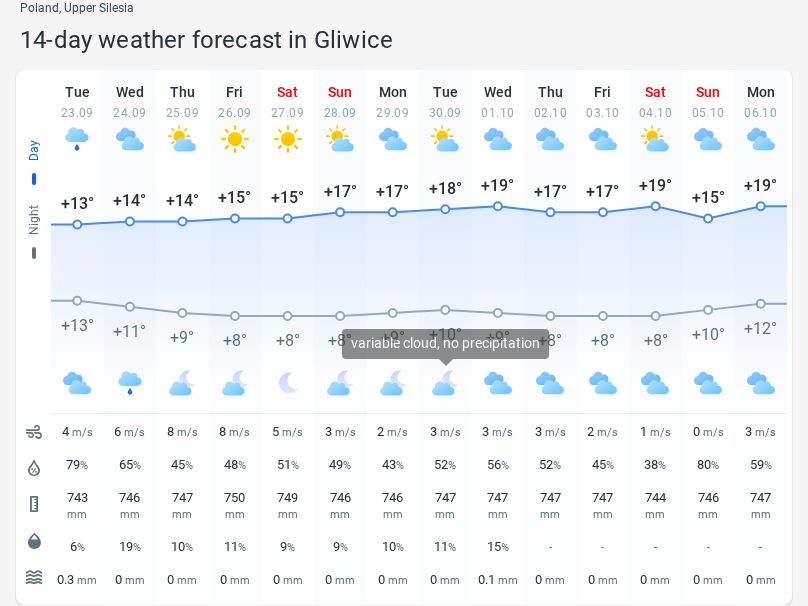 Poland, Upper Silesia
14-day weather forecast in Gliwice
Tue Wed Thu Fri Sat Sun Mon Tue Wed Thu Fri Sat Sun Mon
23.09 24.09 25.09 26.09 27.09 28.09 29.09 30.09 01.10 02.10 03.10 04.10 05.10 06.10
Day
+13° +14° +14° +15° +15° +17° +17° +18° +19° +17° +17° +19° +15° +19°
Night
+13° +11° +9° +8° +8° +8° +9° +10° +9° +8° +8° +8° +10° +12°
variable cloud, no precipitation
4 m/s 6 m/s 8 m/s 8 m/s 5 m/s 3 m/s 2 m/s 3 m/s 3 m/s 3 m/s 2 m/s 1 m/s 0 m/s 3 m/s
79% 65% 45% 48% 51% 49% 43% 52% 56% 52% 45% 38% 80% 59%
743 746 747 750 749 746 746 747 747 747 747 744 746 747
mm mm mm mm mm mm mm mm mm mm mm mm mm mm
6% 19% 10% 11% 9% 9% 10% 11% 15% - - - - -
0.3 mm 0 mm 0 mm 0 mm 0 mm 0 mm 0 mm 0 mm 0.1 mm 0 mm 0 mm 0 mm 0 mm 0 mm